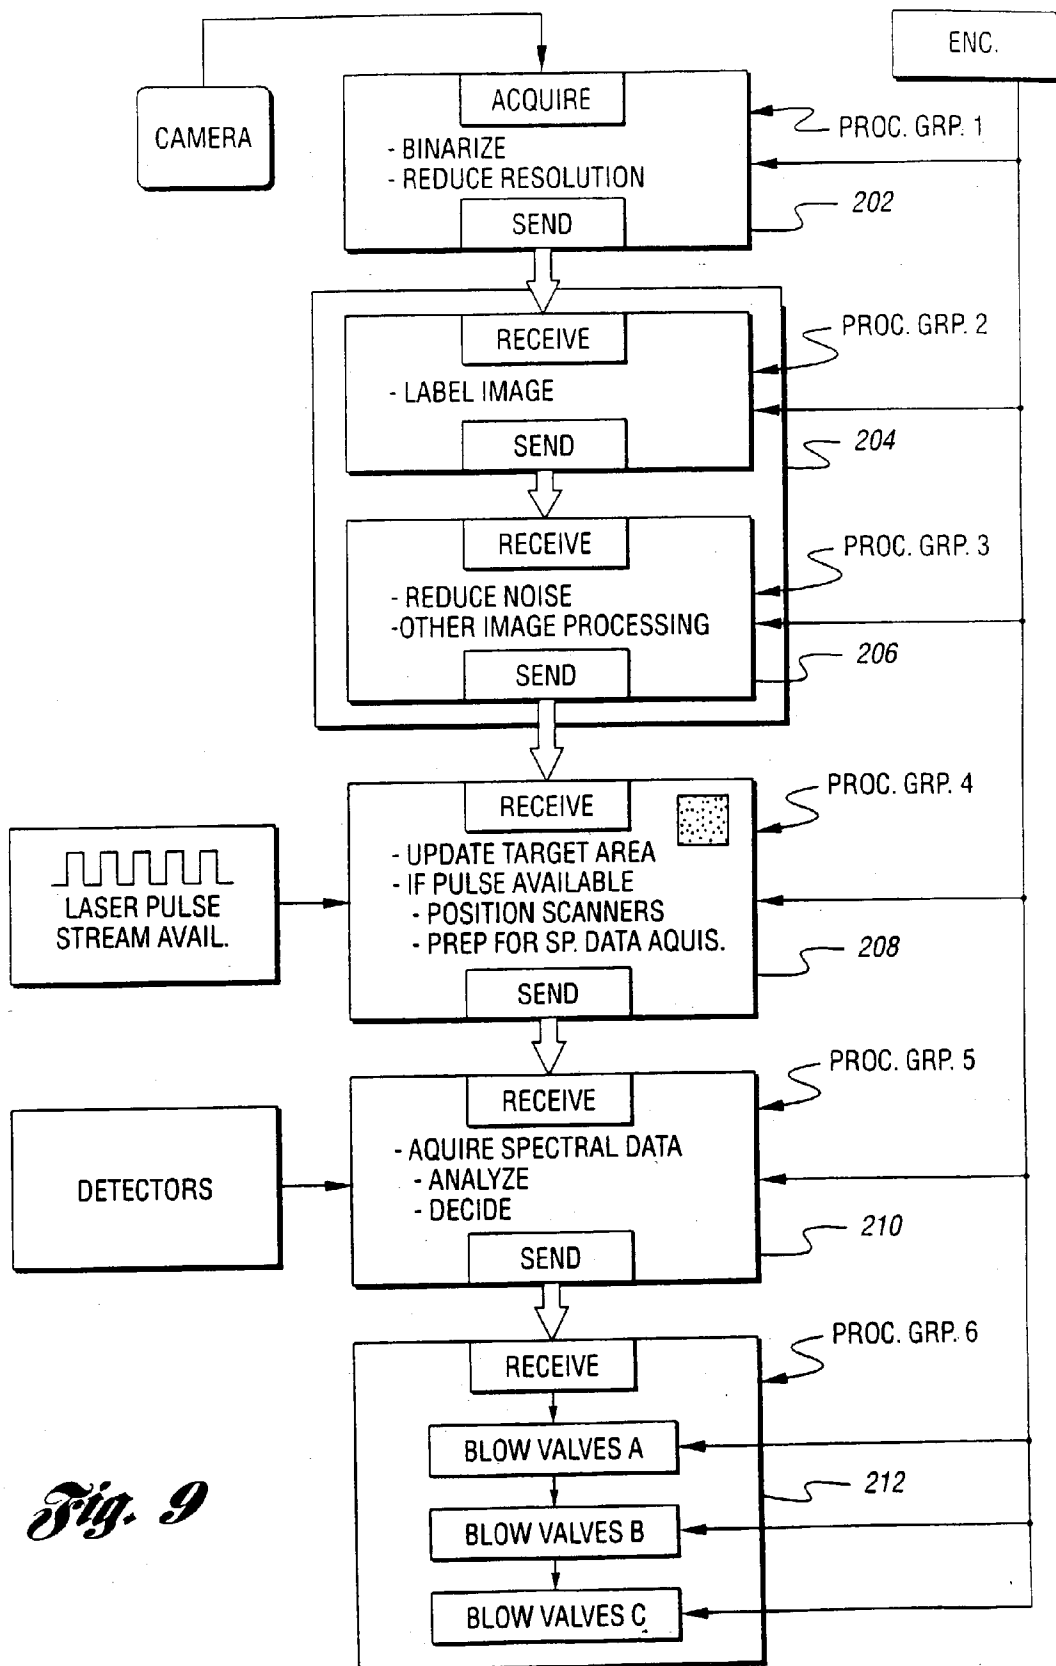 ENC.
CAMERA
ACQUIRE
- BINARIZE
- REDUCE RESOLUTION
SEND
PROC. GRP. 1
202
RECEIVE
- LABEL IMAGE
SEND
PROC. GRP. 2
204
RECEIVE
- REDUCE NOISE
-OTHER IMAGE PROCESSING
SEND
PROC. GRP. 3
206
LASER PULSE
STREAM AVAIL.
RECEIVE
- UPDATE TARGET AREA
- IF PULSE AVAILABLE
- POSITION SCANNERS
- PREP FOR SP. DATA AQUIS.
SEND
PROC. GRP. 4
208
DETECTORS
RECEIVE
- AQUIRE SPECTRAL DATA
- ANALYZE
- DECIDE
SEND
PROC. GRP. 5
210
RECEIVE
BLOW VALVES A
BLOW VALVES B
BLOW VALVES C
PROC. GRP. 6
212
Fig. 9